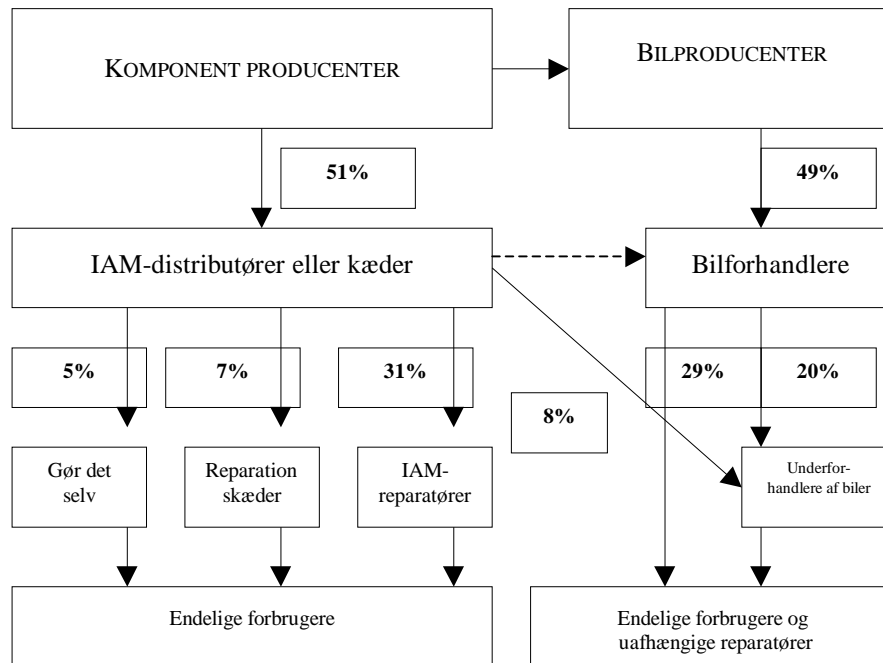 KOMPONENT PRODUCENTER
BILPRODUCENTER
51%
49%
IAM-distributører eller kæder
Bilforhandlere
5%
7%
31%
8%
29%
20%
Gør det
selv
Reparation
skæder
IAM-
reparatører
Underfor-
handlere af biler
Endelige forbrugere
Endelige forbrugere og
uafhængige reparatører